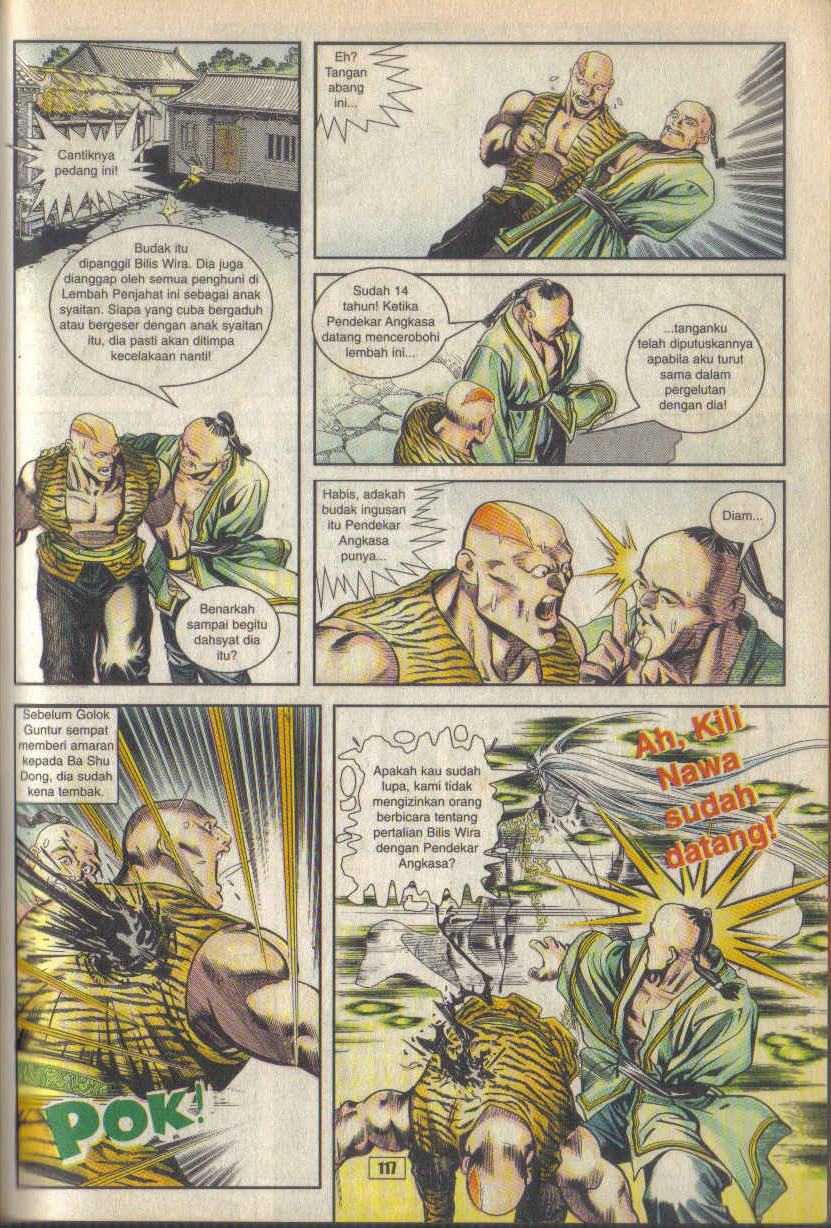 Cantiknya
pedang ini!
Budak itu
dipanggil Bilis Wira. Dia juga
dianggap oleh semua penghuni di
Lembah Penjahat ini sebagai anak
syaitan. Siapa yang cuba bergaduh
atau bergeser dengan anak syaitan
itu, dia pasti akan ditimpa
kecelakaan nanti!
Benarkah
sampai begitu
dahsyat dia
itu?
Eh?
Tangan
abang
ini...
Sudah 14
tahun! Ketika
Pendekar Angkasa
datang mencerobohi
lembah ini...
...tanganku
telah diputuskannya
apabila aku turut
sama dalam
pergelutan
dengan dia!
Habis, adakah
budak ingusan
itu Pendekar
Angkasa
punya...
Diam...
Sebelum Golok
Guntur sempat
memberi amaran
kepada Ba Shu
Dong, dia sudah
kena tembak.
POK!
Apakah kau sudah
lupa, kami tidak
mengizinkan orang
berbicara tentang
pertalian Bilis Wira
dengan Pendekar
Angkasa?
Ah, Kili
Nawa
sudah
datang!
117